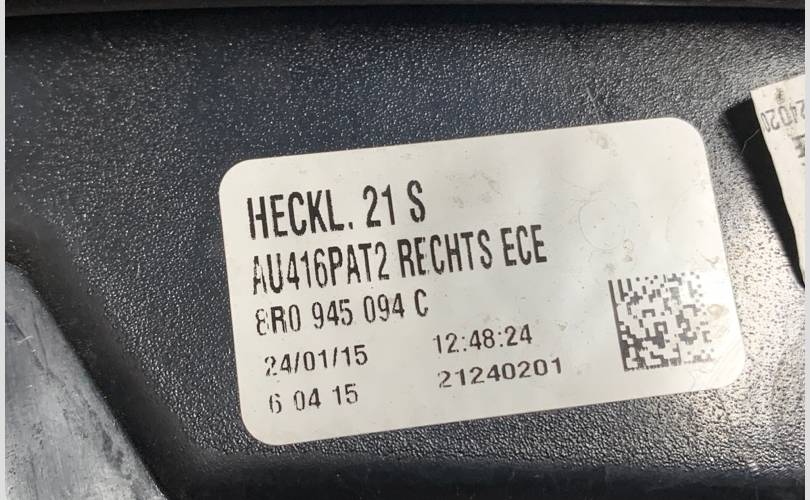 HECKL. 21 S
AU416PAT2 RECHTS ECE
8R0 945 094 C
24/01/15 12:48:24
6 04 15 21240201